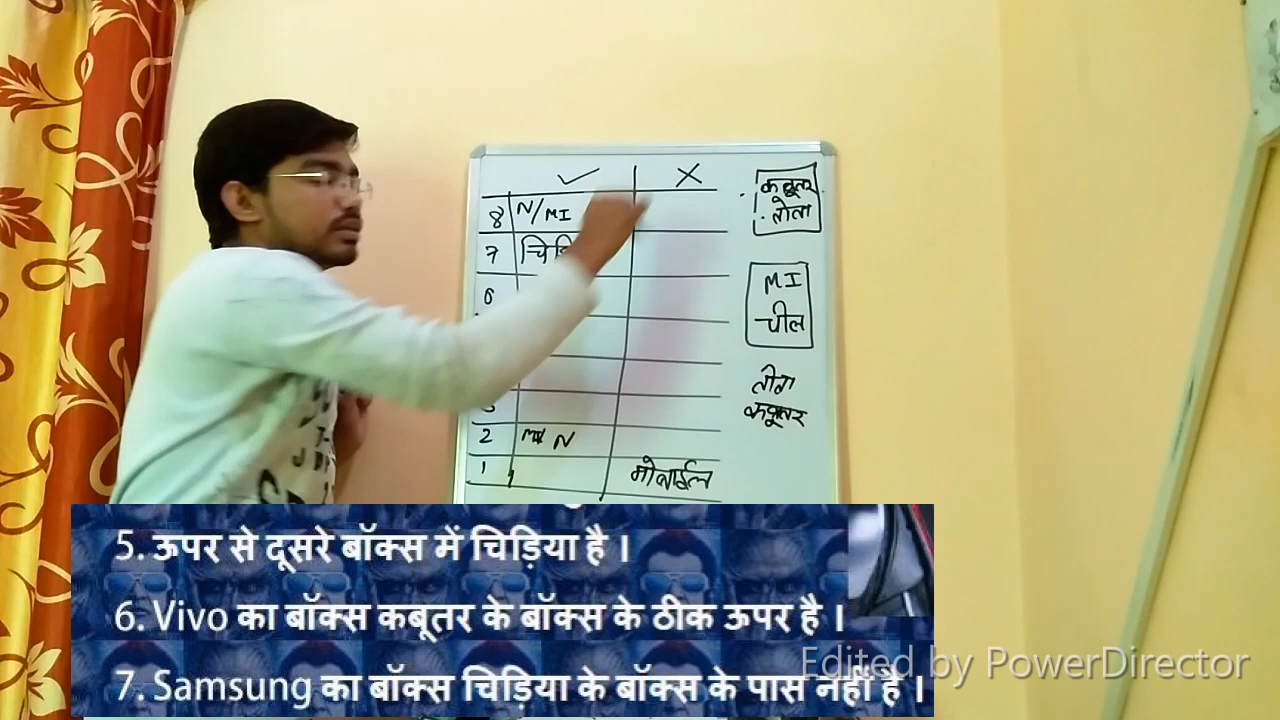 ✓ X
8 N/MI
7 चिड़ि
6
2 N
1 मोबाईल
कबूतर
तोता
MI
चील
तोता
कबूतर
5. ऊपर से दूसरे बॉक्स में चिड़िया है ।
6. Vivo का बॉक्स कबूतर के बॉक्स के ठीक ऊपर है ।
7. Samsung का बॉक्स चिड़िया के बॉक्स के पास नहीं है ।
Edited by PowerDirector